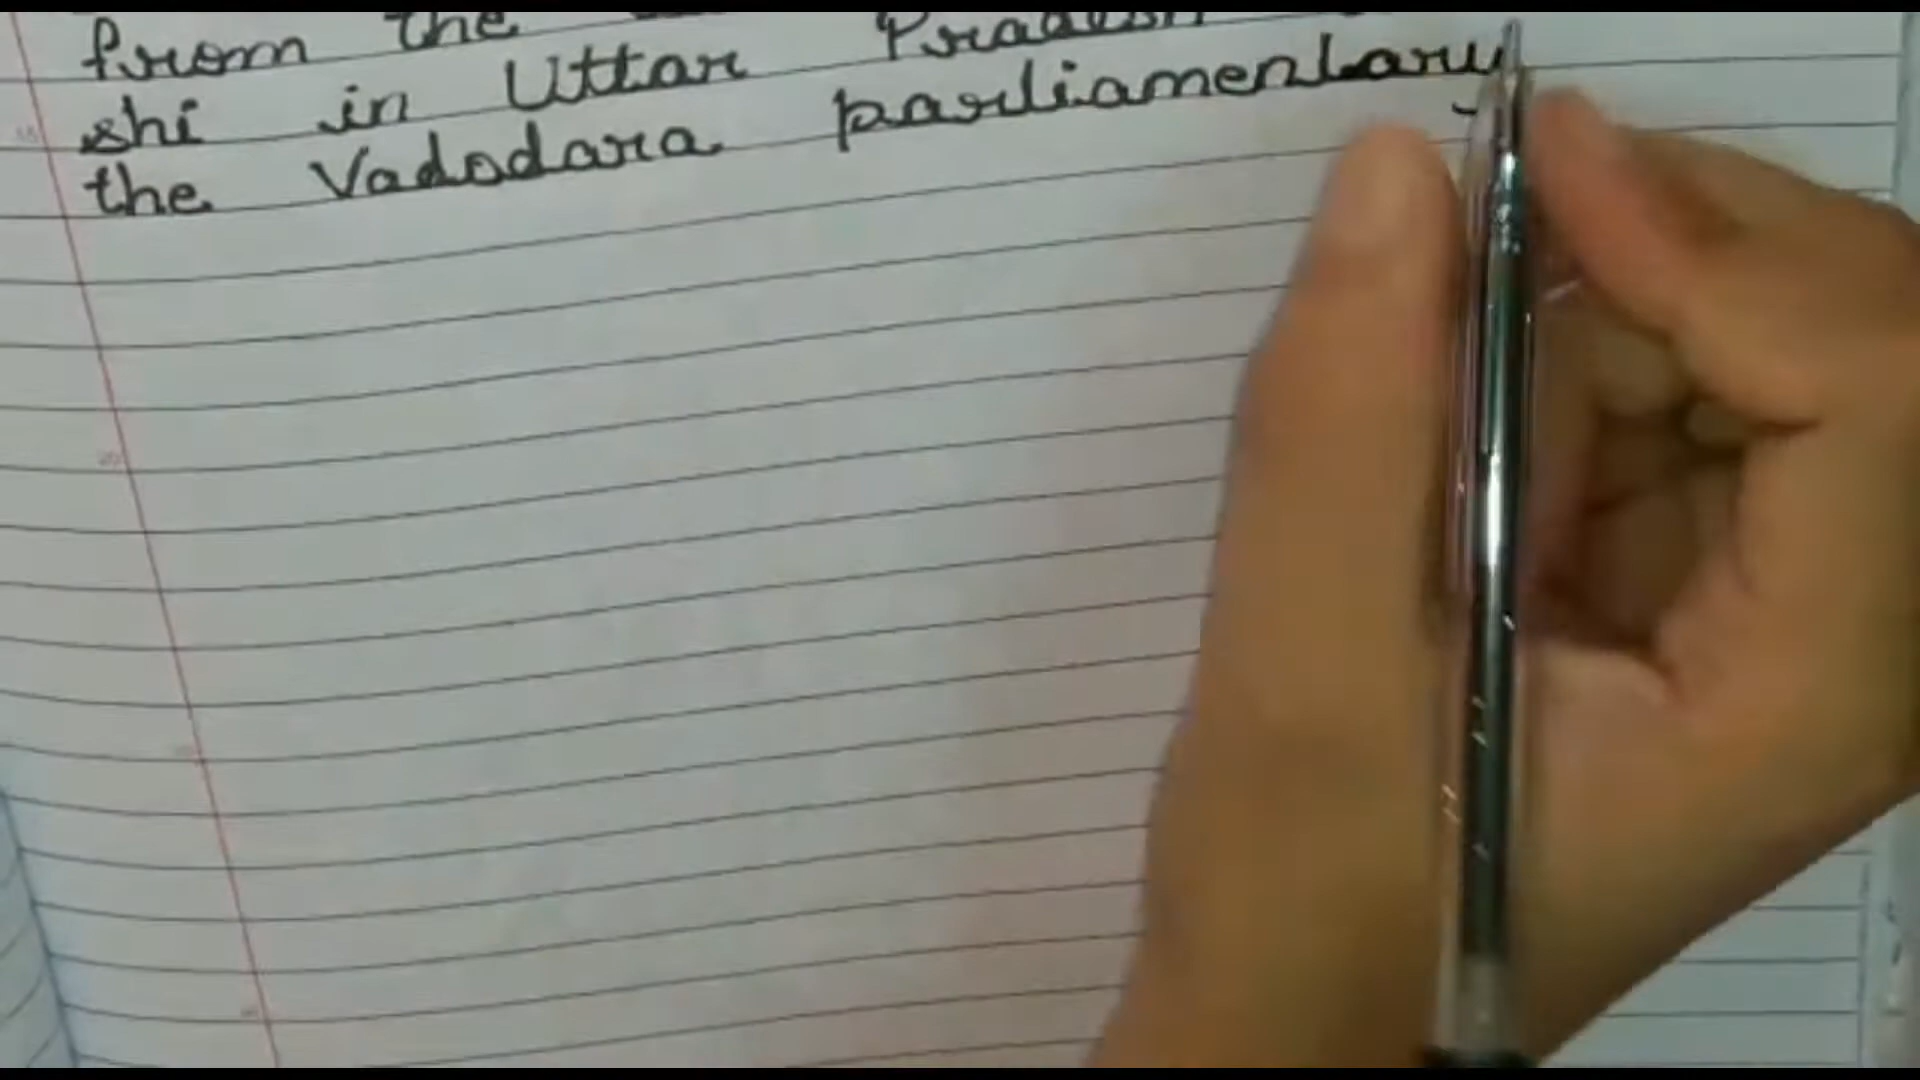 from the
shi in Uttar Pradesh
the Vadodara parliamentary